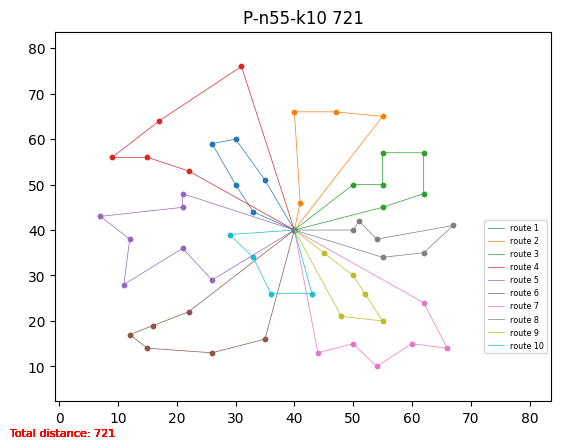 P-n55-k10 721
80
70
60
50
40
30
20
10
route 1
route 2
route 3
route 4
route 5
route 6
route 7
route 8
route 9
route 10
0 10 20 30 40 50 60 70 80
Total distance: 721